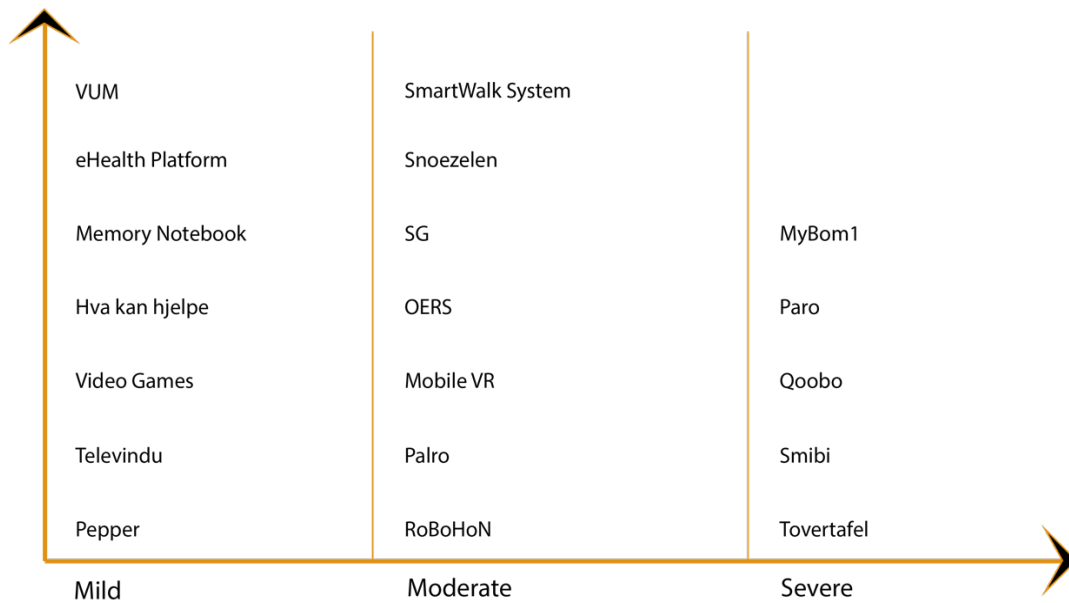 VUM
SmartWalk System
eHealth Platform
Snoezelen
Memory Notebook
SG
MyBom1
Hva kan hjelpe
OERS
Paro
Video Games
Mobile VR
Qoobo
Televindu
Palro
Smibi
Pepper
RoBoHoN
Tovertafel
Mild
Moderate
Severe